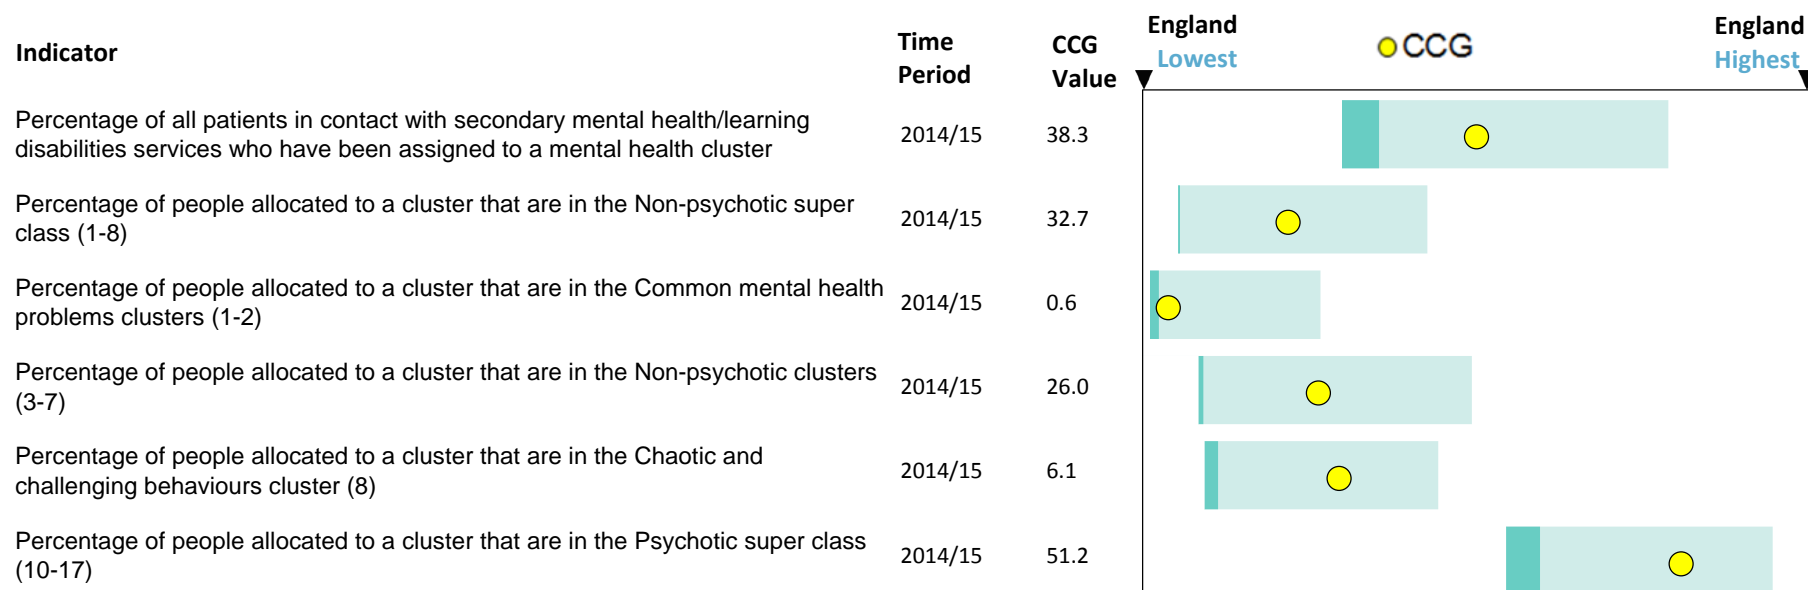 Indicator
Time
Period
CCG
Value
England
Lowest
CCG
England
Highest
Percentage of all patients in contact with secondary mental health/learning
disabilities services who have been assigned to a mental health cluster
2014/15
38.3
Percentage of people allocated to a cluster that are in the Non-psychotic super
class (1-8)
2014/15
32.7
Percentage of people allocated to a cluster that are in the Common mental health
problems clusters (1-2)
2014/15
0.6
Percentage of people allocated to a cluster that are in the Non-psychotic clusters
(3-7)
2014/15
26.0
Percentage of people allocated to a cluster that are in the Chaotic and
challenging behaviours cluster (8)
2014/15
6.1
Percentage of people allocated to a cluster that are in the Psychotic super class
(10-17)
2014/15
51.2